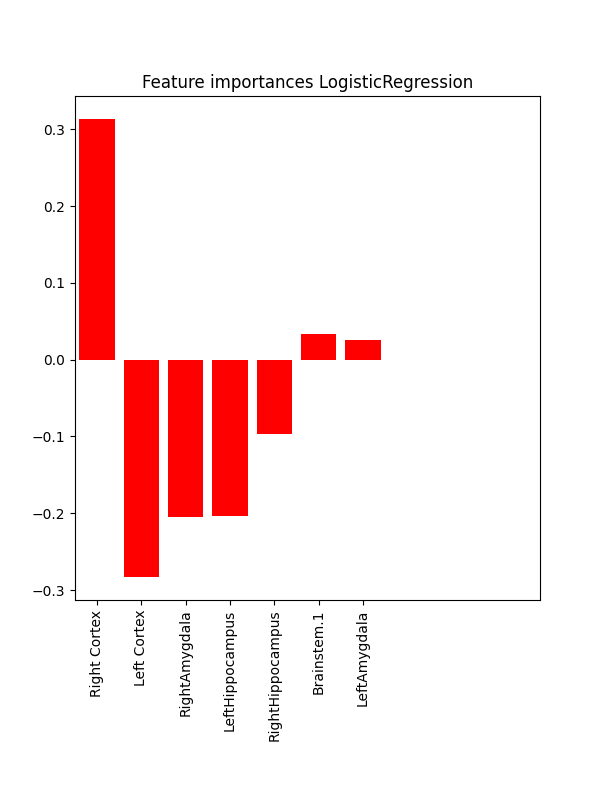 Feature importances LogisticRegression
0.3
0.2
0.1
0.0
−0.1
−0.2
−0.3
Right Cortex
Left Cortex
RightAmygdala
LeftHippocampus
RightHippocampus
Brainstem.1
LeftAmygdala